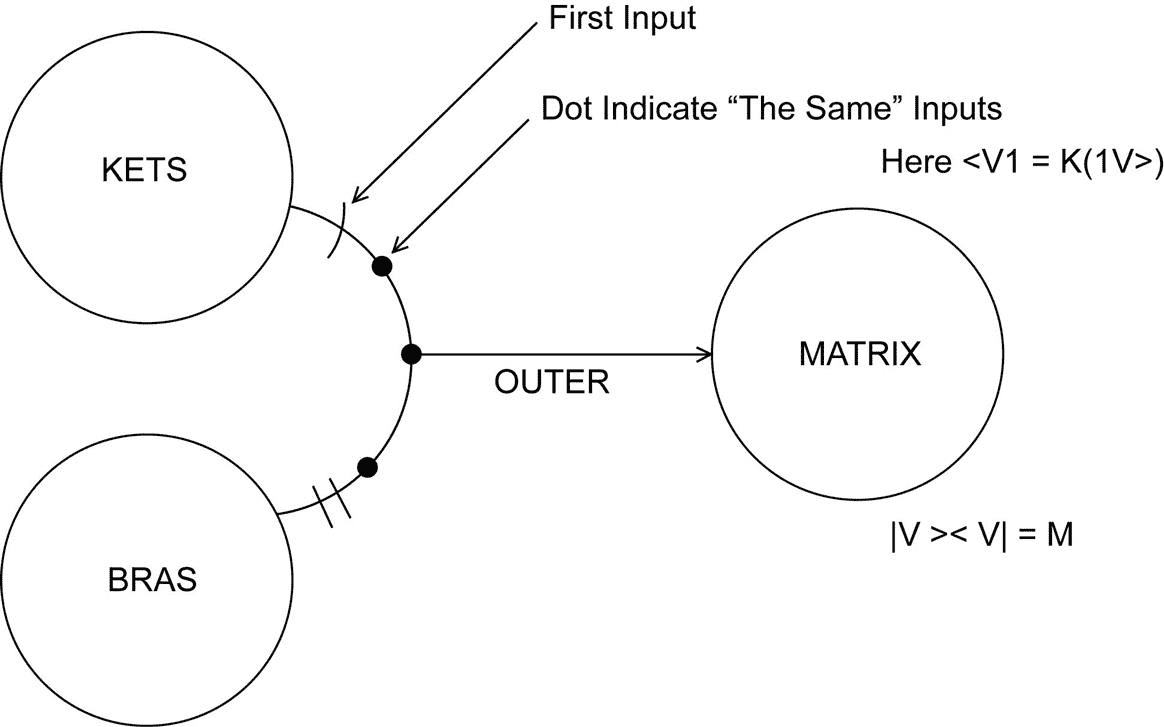 First Input
Dot Indicate “The Same” Inputs
Here <V1 = K(1V>)
KETS
MATRIX
OUTER
|V >< V| = M
BRAS